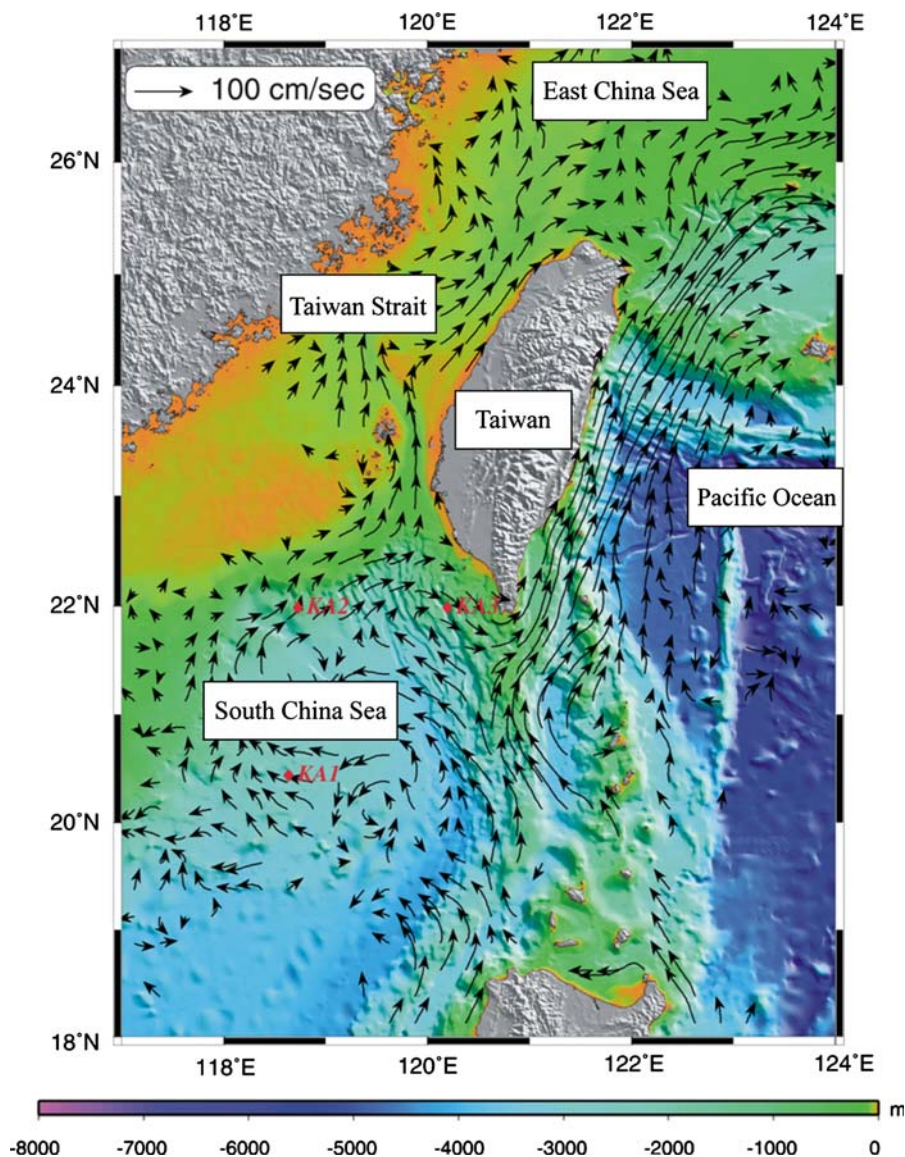 118°E 120°E 122°E 124°E
100 cm/sec
East China Sea
26°N
Taiwan Strait
24°N
Taiwan
Pacific Ocean
22°N
KA2
KA3
South China Sea
KA1
20°N
18°N
118°E 120°E 122°E 124°E
m
-8000 -7000 -6000 -5000 -4000 -3000 -2000 -1000 0